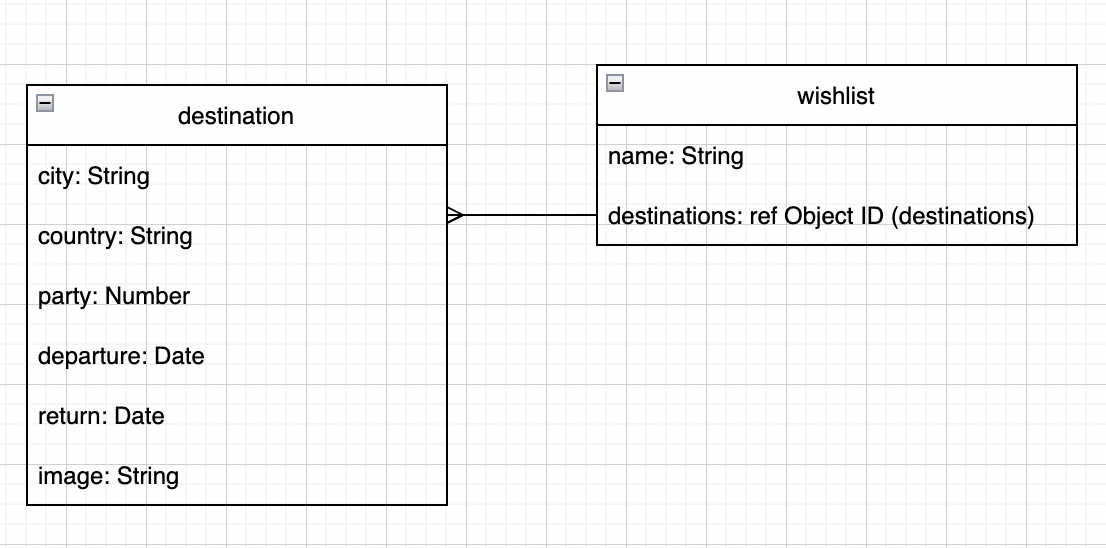 destination
city: String
country: String
party: Number
departure: Date
return: Date
image: String
wishlist
name: String
destinations: ref Object ID (destinations)